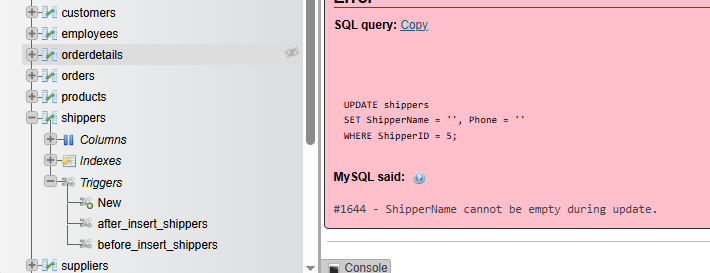 customers
employees
orderdetails
orders
products
shippers
Columns
Indexes
Triggers
New
after_insert_shippers
before_insert_shippers
suppliers
Error
SQL query: Copy
UPDATE shippers
SET ShipperName = '', Phone = ''
WHERE ShipperID = 5;
MySQL said:
#1644 - ShipperName cannot be empty during update.
Console